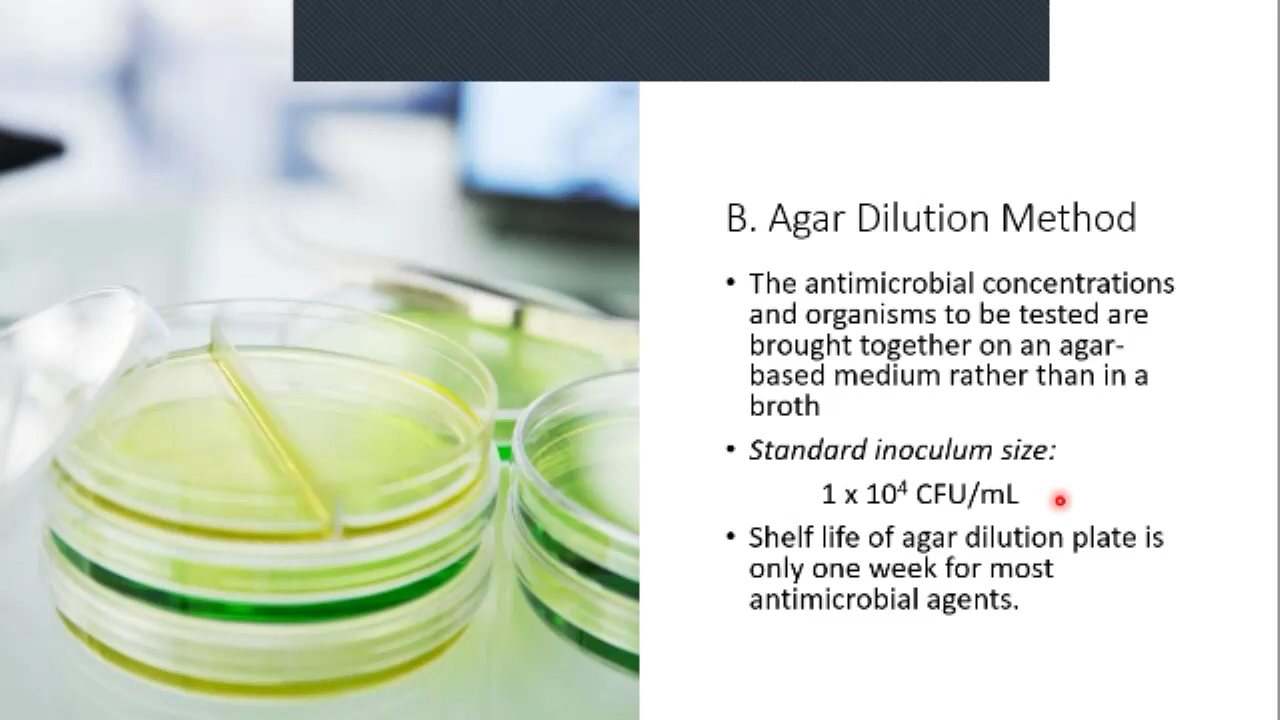 B. Agar Dilution Method
• The antimicrobial concentrations
and organisms to be tested are
brought together on an agar-
based medium rather than in a
broth
• Standard inoculum size:
1 x 10⁴ CFU/mL
• Shelf life of agar dilution plate is
only one week for most
antimicrobial agents.